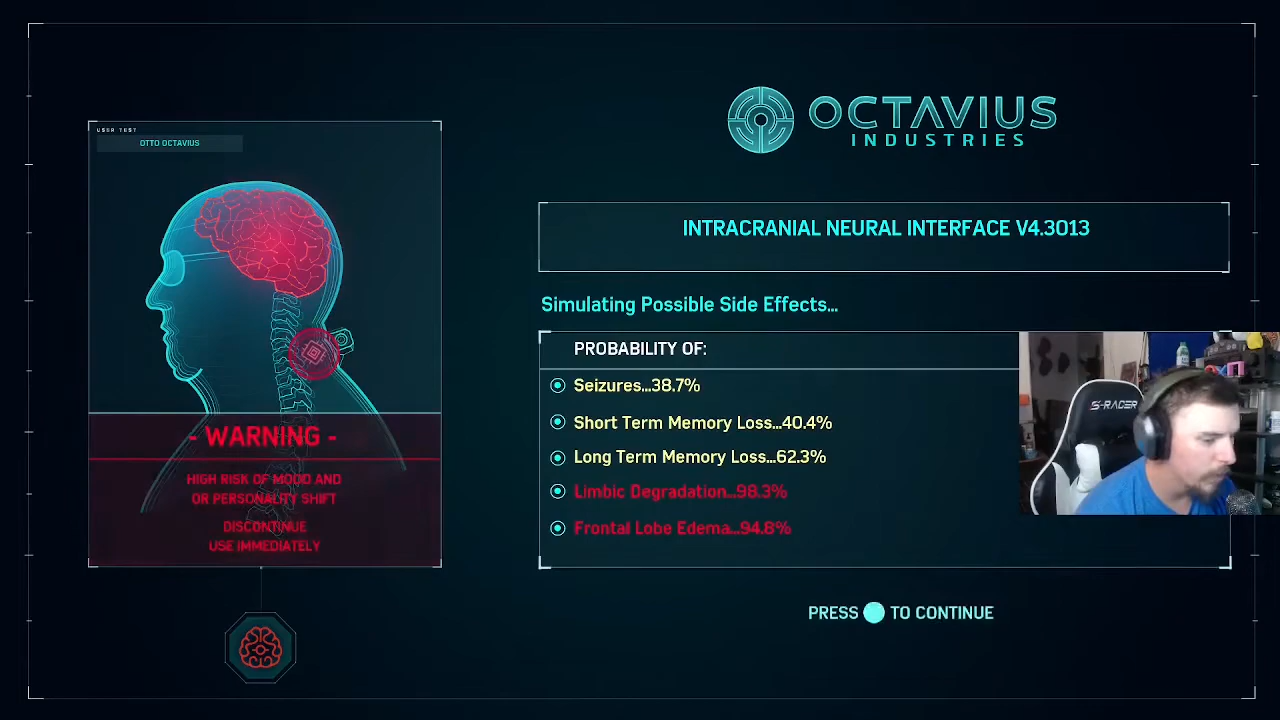 USER TEST
OTTO OCTAVIUS
- WARNING -
HIGH RISK OF MOOD AND
OR PERSONALITY SHIFT
DISCONTINUE
USE IMMEDIATELY
OCTAVIUS
INDUSTRIES
INTRACRANIAL NEURAL INTERFACE V4.3013
Simulating Possible Side Effects...
PROBABILITY OF:
Seizures...38.7%
Short Term Memory Loss...40.4%
Long Term Memory Loss...62.3%
Limbic Degradation...98.3%
Frontal Lobe Edema...94.8%
PRESS TO CONTINUE
S-RACER